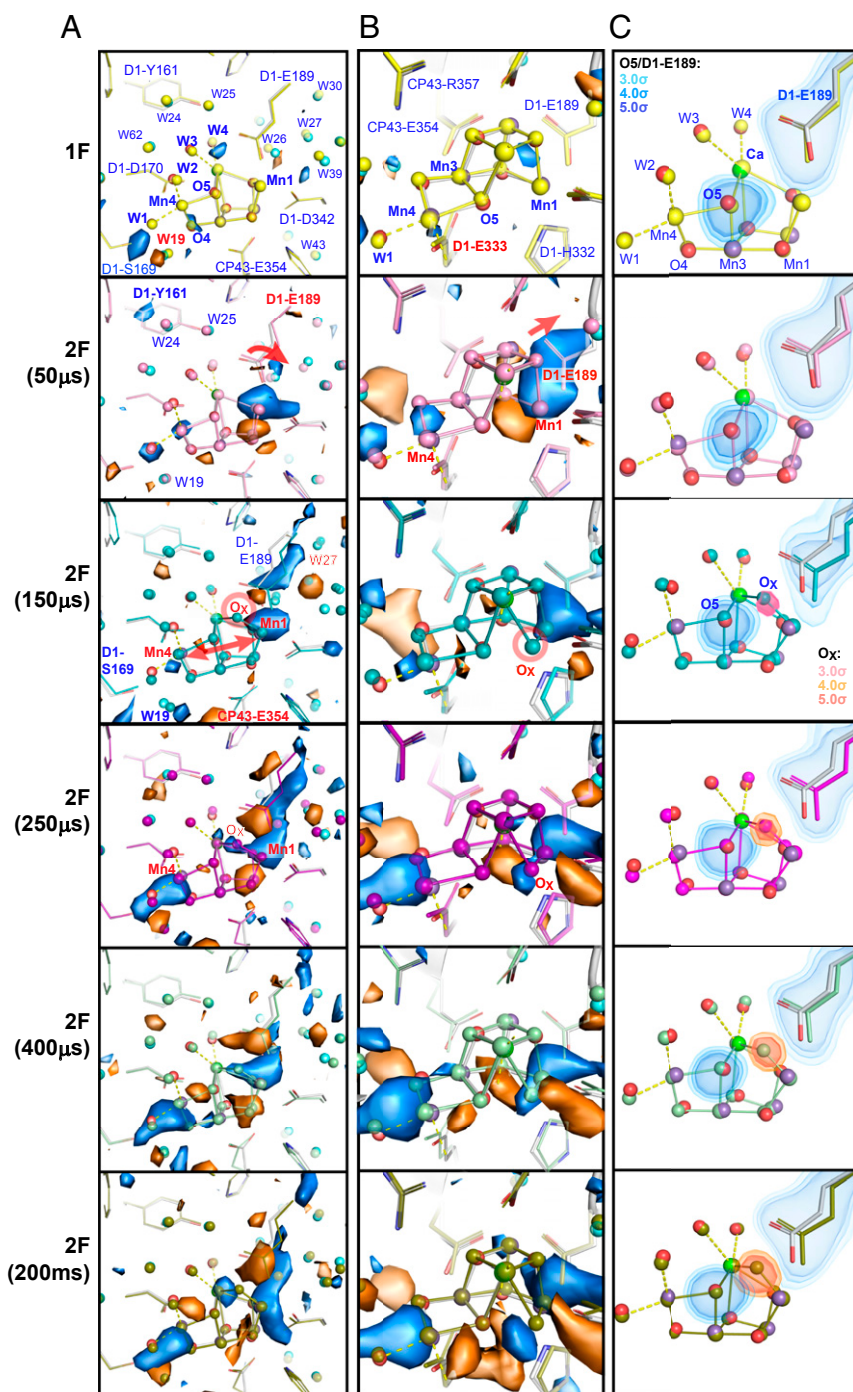 A
B
C
1F
D1-Y161
D1-E189
W30
W24
W25
W27
W62
W3
W4
W26
W39
D1-D170
W2
O5
Mn1
Mn4
W1
O4
D1-D342
W19
D1-S169
CP43-E354
W43
CP43-R357
D1-E189
CP43-E354
Mn3
Mn4
Mn1
O5
W1
D1-E333
D1-H332
O5/D1-E189:
3.0σ
4.0σ
5.0σ
D1-E189
W3
W4
W2
Ca
O5
W1
Mn4
O4
Mn3
Mn1
2F
(50µs)
D1-Y161
D1-E189
W24
W25
W19
D1-E189
Mn1
Mn4
2F
(150µs)
D1-
E189
W27
Ox
Mn1
Mn4
D1-
S169
W19
CP43-E354
Ox
Ox
O5
Ox:
3.0σ
4.0σ
5.0σ
2F
(250µs)
Ox
Mn1
Mn4
Ox
2F
(400µs)
2F
(200ms)